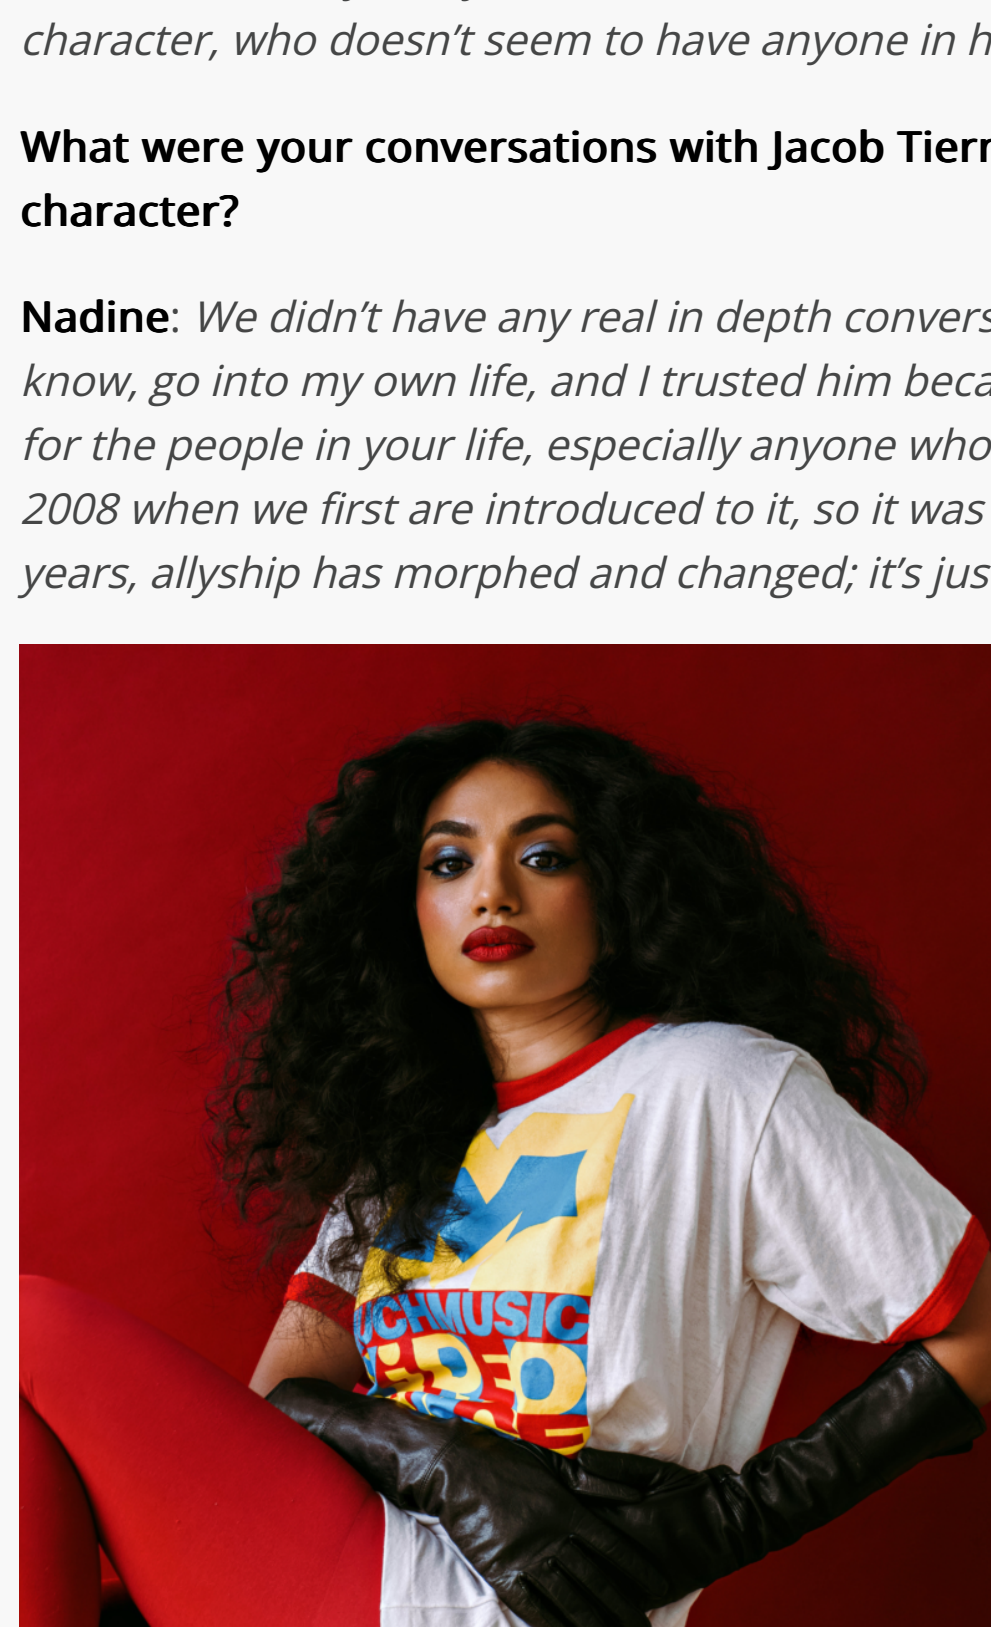 character, who doesn’t seem to have anyone in h
What were your conversations with Jacob Tiern
character?
Nadine: We didn’t have any real in depth convers
know, go into my own life, and I trusted him beca
for the people in your life, especially anyone who
2008 when we first are introduced to it, so it was
years, allyship has morphed and changed; it’s jus
M
UCHMUSIC